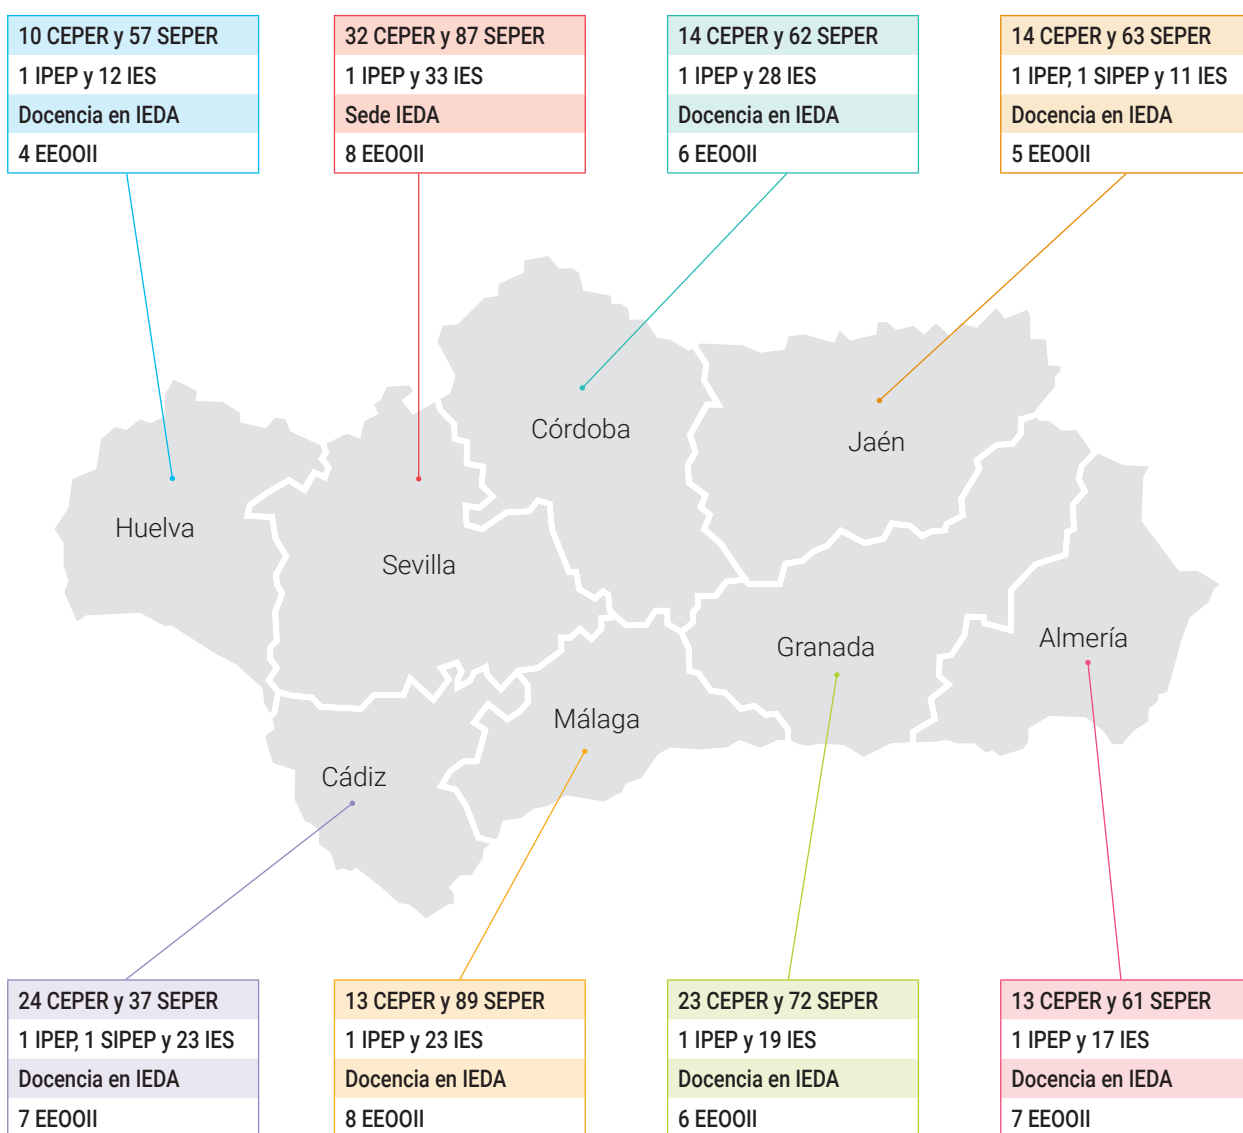 10 CEPER y 57 SEPER
1 IPEP y 12 IES
Docencia en IEDA
4 EEOOII
32 CEPER y 87 SEPER
1 IPEP y 33 IES
Sede IEDA
8 EEOOII
14 CEPER y 62 SEPER
1 IPEP y 28 IES
Docencia en IEDA
6 EEOOII
14 CEPER y 63 SEPER
1 IPEP, 1 SIPEP y 11 IES
Docencia en IEDA
5 EEOOII
Córdoba
Jaén
Huelva
Sevilla
Granada
Almería
Málaga
Cádiz
24 CEPER y 37 SEPER
1 IPEP, 1 SIPEP y 23 IES
Docencia en IEDA
7 EEOOII
13 CEPER y 89 SEPER
1 IPEP y 23 IES
Docencia en IEDA
8 EEOOII
23 CEPER y 72 SEPER
1 IPEP y 19 IES
Docencia en IEDA
6 EEOOII
13 CEPER y 61 SEPER
1 IPEP y 17 IES
Docencia en IEDA
7 EEOOII